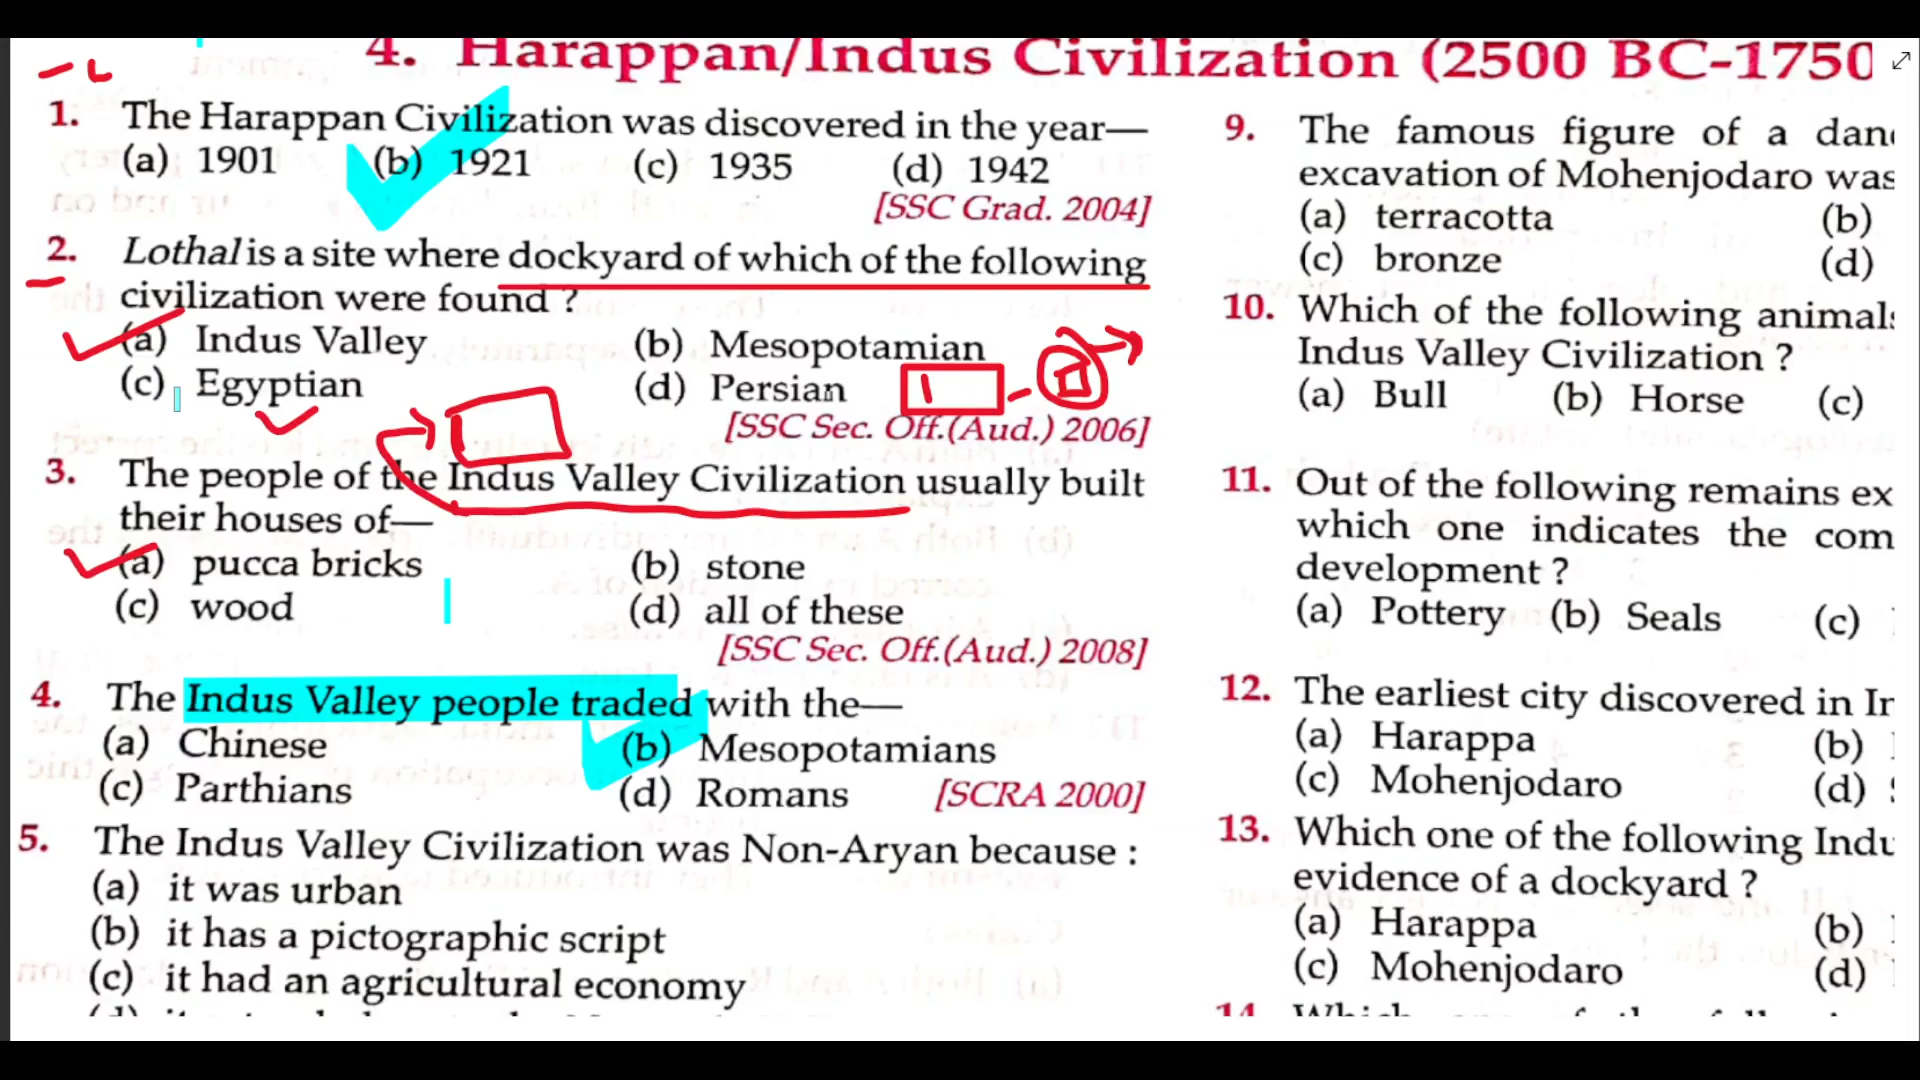 4. Harappan/Indus Civilization (2500 BC-1750
1. The Harappan Civilization was discovered in the year—
(a) 1901 (b) 1921 (c) 1935 (d) 1942
[SSC Grad. 2004]
2. Lothal is a site where dockyard of which of the following
civilization were found ?
(a) Indus Valley (b) Mesopotamian
(c) Egyptian (d) Persian
[SSC Sec. Off.(Aud.) 2006]
3. The people of the Indus Valley Civilization usually built
their houses of—
(a) pucca bricks (b) stone
(c) wood (d) all of these
[SSC Sec. Off.(Aud.) 2008]
4. The Indus Valley people traded with the—
(a) Chinese (b) Mesopotamians
(c) Parthians (d) Romans [SCRA 2000]
5. The Indus Valley Civilization was Non-Aryan because :
(a) it was urban
(b) it has a pictographic script
(c) it had an agricultural economy
9. The famous figure of a
excavation of Mohenjodaro was
(a) terracotta (b)
(c) bronze (d)
10. Which of the following animals
Indus Valley Civilization ?
(a) Bull (b) Horse (c)
11. Out of the following remains ex
which one indicates the com
development ?
(a) Pottery (b) Seals (c)
12. The earliest city discovered in
(a) Harappa (b)
(c) Mohenjodaro (d)
13. Which one of the following Indu
evidence of a dockyard ?
(a) Harappa (b)
(c) Mohenjodaro (d)